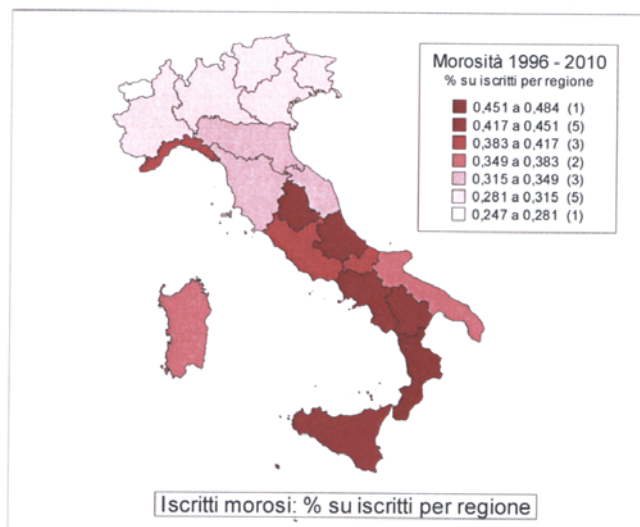 Morosità 1996 - 2010
% su iscritti per regione
0,451 a 0,484 (1)
0,417 a 0,451 (5)
0,383 a 0,417 (3)
0,349 a 0,383 (2)
0,315 a 0,349 (3)
0,281 a 0,315 (5)
0,247 a 0,281 (1)
Iscritti morosi: % su iscritti per regione